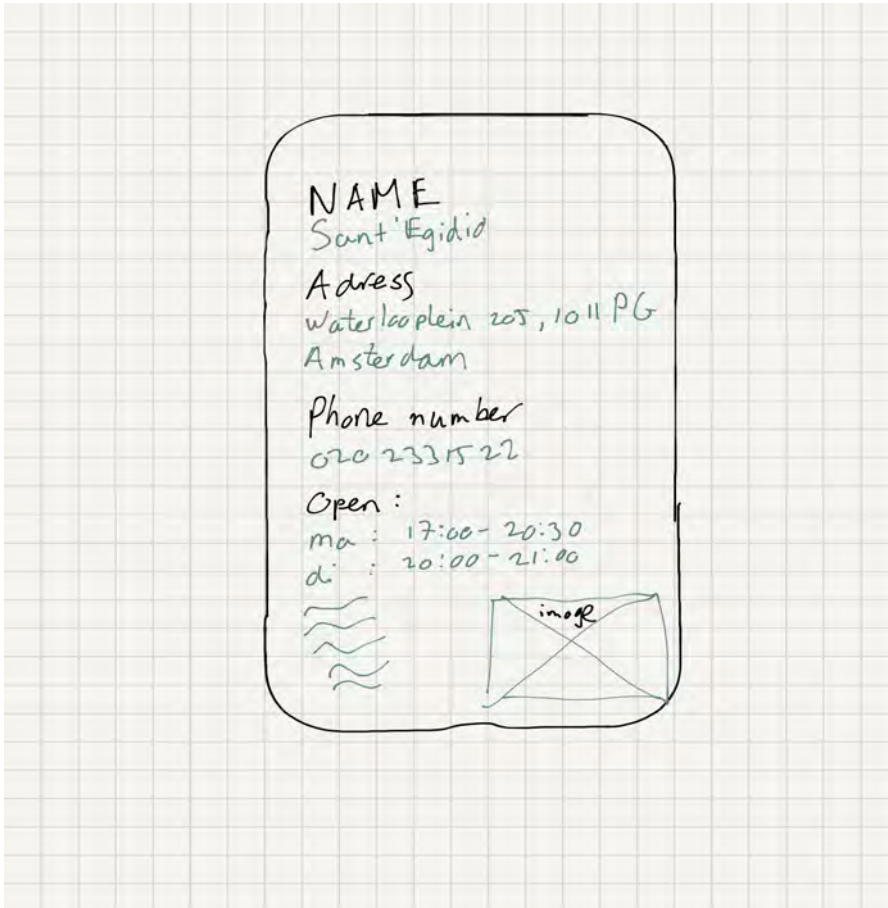 NAME
Sant'Egidio
Adress
Waterlooplein 205, 1011 PG
Amsterdam
Phone number
020 2331522
Open :
ma : 17:00 - 20:30
di : 20:00 - 21:00
image